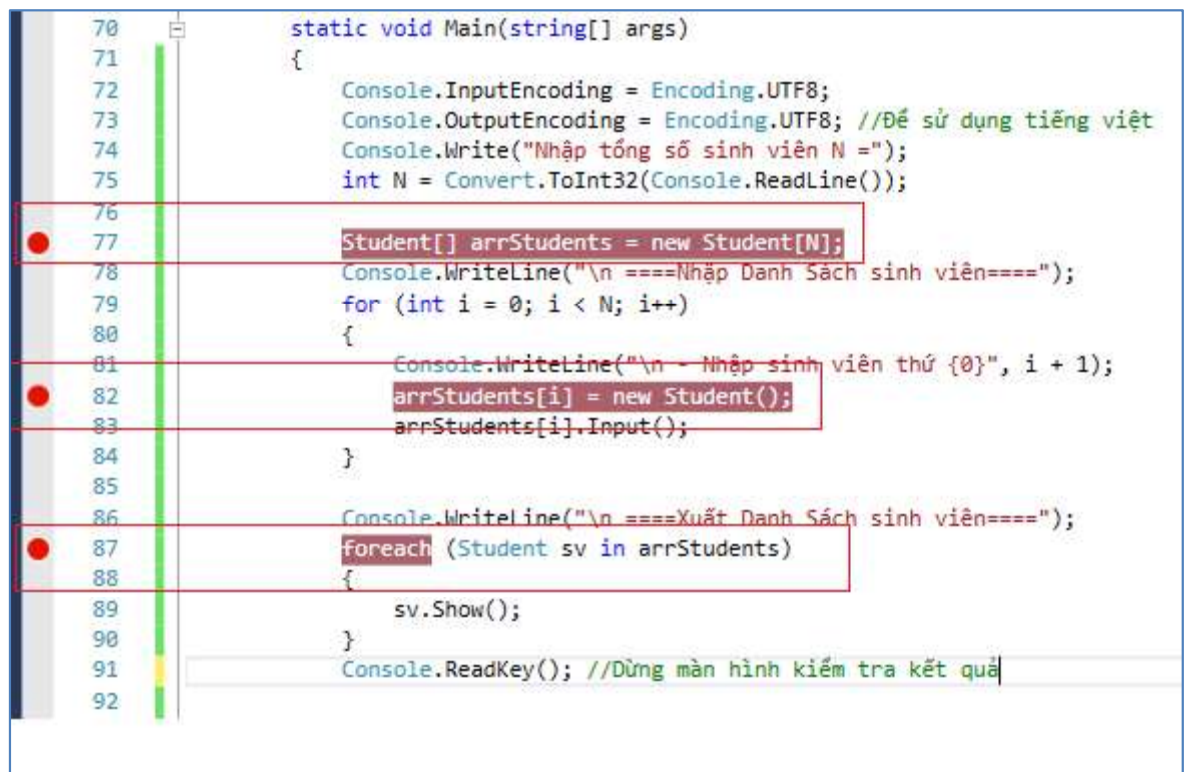 70 static void Main(string[] args)
71 {
72 Console.InputEncoding = Encoding.UTF8;
73 Console.OutputEncoding = Encoding.UTF8; //Để sử dụng tiếng việt
74 Console.Write("Nhập tổng số sinh viên N =");
75 int N = Convert.ToInt32(Console.ReadLine());
76
77 Student[] arrStudents = new Student[N];
78 Console.WriteLine("\n ====Nhập Danh Sách sinh viên====");
79 for (int i = 0; i < N; i++)
80 {
81 Console.WriteLine("\n - Nhập sinh viên thứ {0}", i + 1);
82 arrStudents[i] = new Student();
83 arrStudents[i].Input();
84 }
85
86 Console.WriteLine("\n ====Xuất Danh Sách sinh viên====");
87 foreach (Student sv in arrStudents)
88 {
89 sv.Show();
90 }
91 Console.ReadKey(); //Dừng màn hình kiểm tra kết quả
92